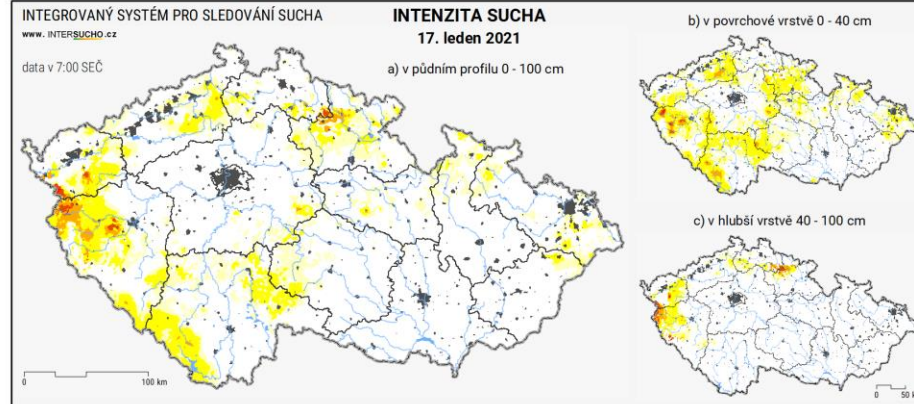 INTEGROVANÝ SYSTÉM PRO SLEDOVÁNÍ SUCHA
www. INTERSUCHO.cz
data v 7:00 SEČ
INTENZITA SUCHA
17. leden 2021
a) v půdním profilu 0 - 100 cm
b) v povrchové vrstvě 0 - 40 cm
c) v hlubší vrstvě 40 - 100 cm
0 100 km
0 50 k